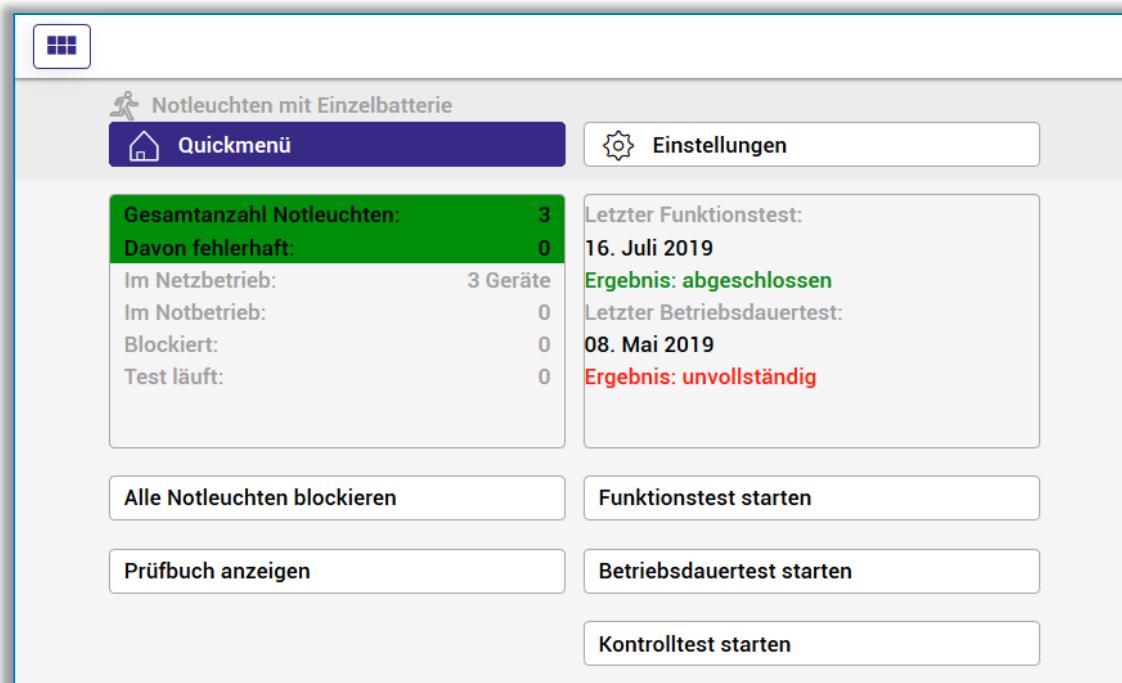 Notleuchten mit Einzelbatterie
Quickmenü
Einstellungen
Gesamtanzahl Notleuchten: 3
Davon fehlerhaft: 0
Im Netzbetrieb: 3 Geräte
Im Notbetrieb: 0
Blockiert: 0
Test läuft: 0
Letzter Funktionstest:
16. Juli 2019
Ergebnis: abgeschlossen
Letzter Betriebsdauertest:
08. Mai 2019
Ergebnis: unvollständig
Alle Notleuchten blockieren
Funktionstest starten
Prüfbuch anzeigen
Betriebsdauertest starten
Kontrolltest starten